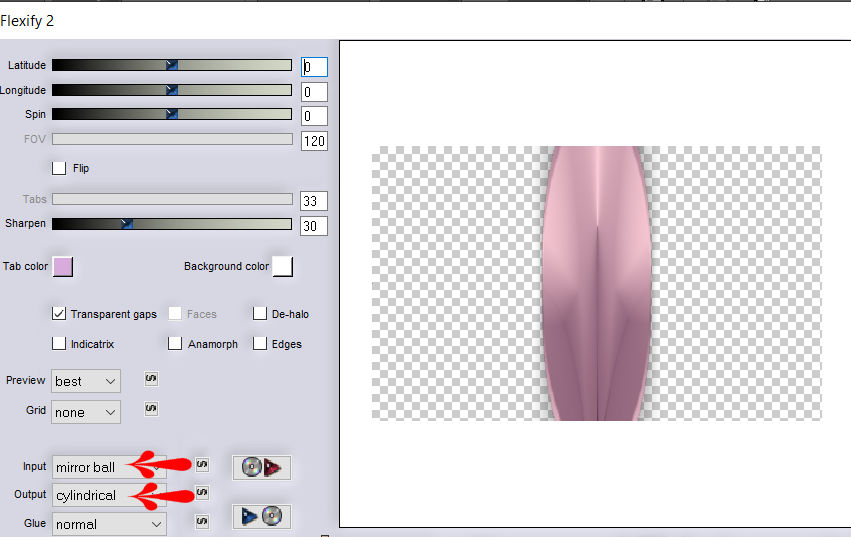 Flexify 2
Latitude 0
Longitude 0
Spin 0
FOV 120
Flip
Tabs 33
Sharpen 30
Tab color Background color
Transparent gaps Faces De-halo
Indicatrix Anamorph Edges
Preview best
Grid none
Input mirror ball
Output cylindrical
Glue normal